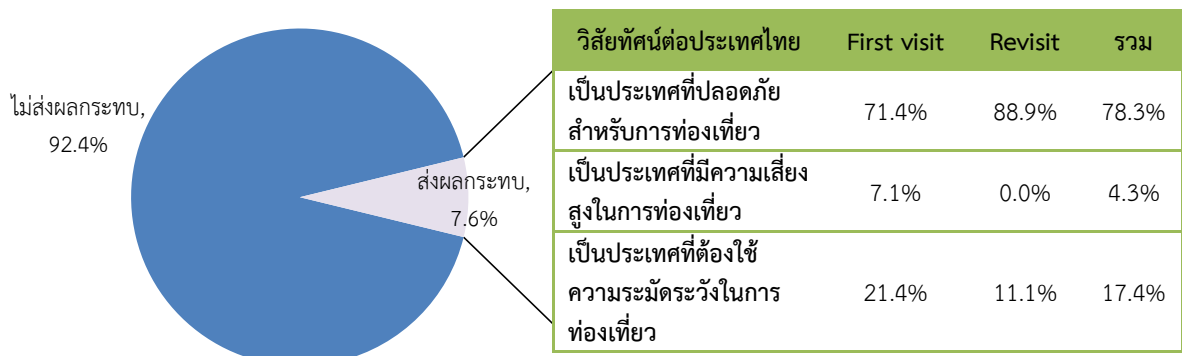 ไม่ส่งผลกระทบ,
92.4%
ส่งผลกระทบ,
7.6%
วิสัยทัศน์ต่อประเทศไทย First visit Revisit รวม
เป็นประเทศที่ปลอดภัย
สำหรับการท่องเที่ยว 71.4% 88.9% 78.3%
เป็นประเทศที่มีความเสี่ยง
สูงในการท่องเที่ยว 7.1% 0.0% 4.3%
เป็นประเทศที่ต้องใช้
ความระมัดระวังในการ 21.4% 11.1% 17.4%
ท่องเที่ยว